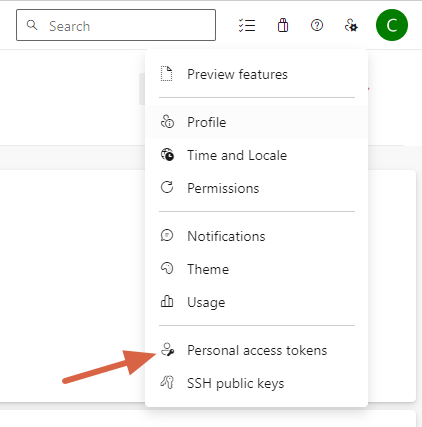 Search
C
Preview features
Profile
Time and Locale
Permissions
Notifications
Theme
Usage
Personal access tokens
SSH public keys